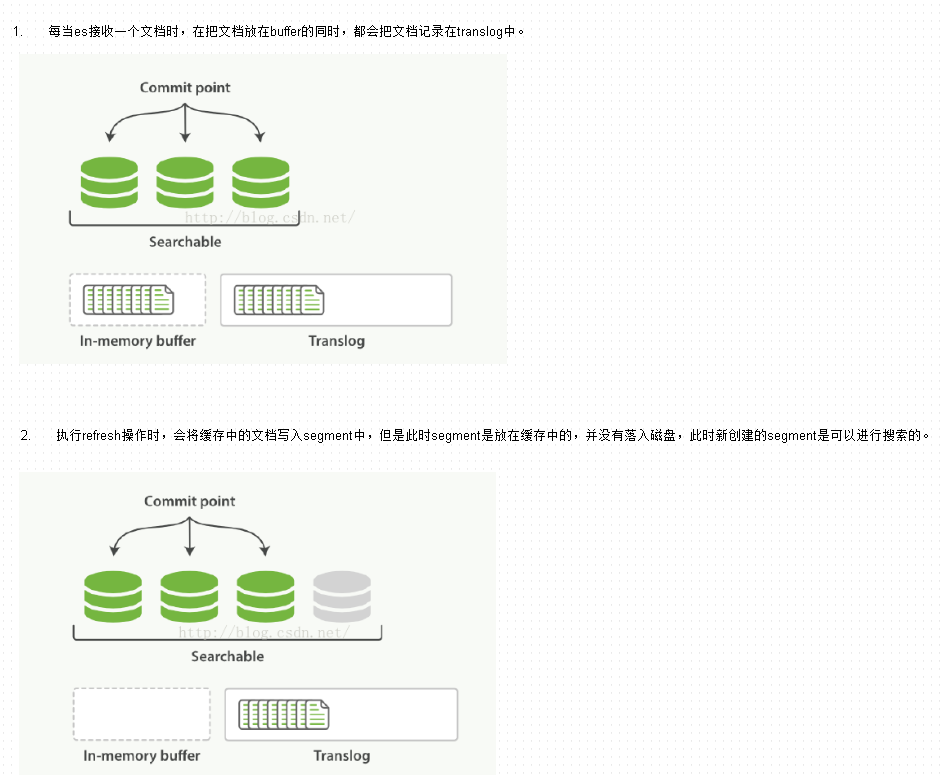 1. 每当es接收一个文档时，在把文档放在buffer的同时，都会把文档记录在translog中。
Commit point
http://blog.csdn.net/
Searchable
In-memory buffer Translog
2. 执行refresh操作时，会将缓存中的文档写入segment中，但是此时segment是放在缓存中的，并没有落入磁盘，此时新创建的segment是可以进行搜索的。
Commit point
http://blog.csdn.net/
Searchable
In-memory buffer Translog